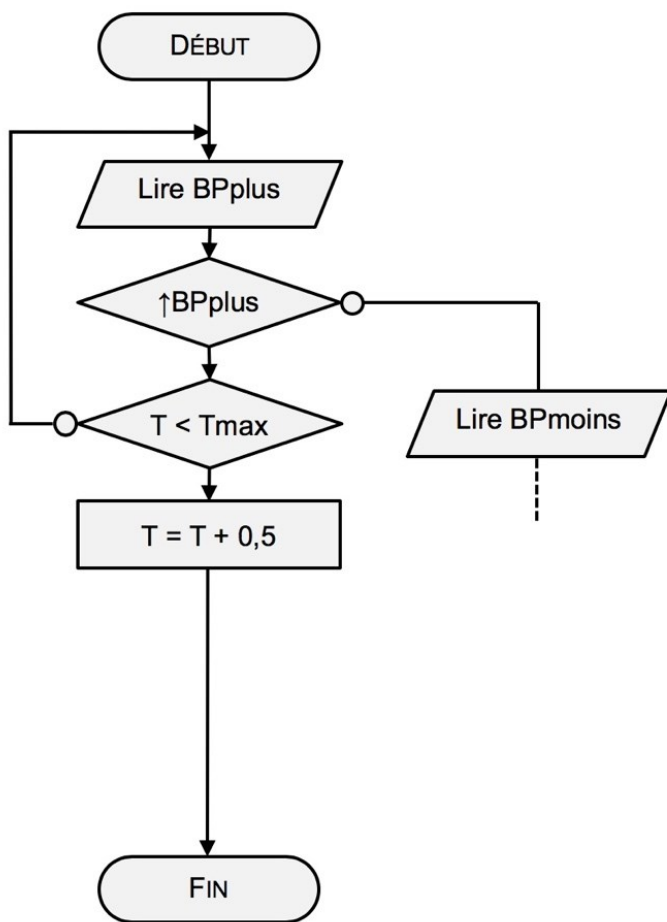 DÉBUT
Lire BPplus
↑BPplus
T < Tmax
Lire BPmoins
T = T + 0,5
FIN